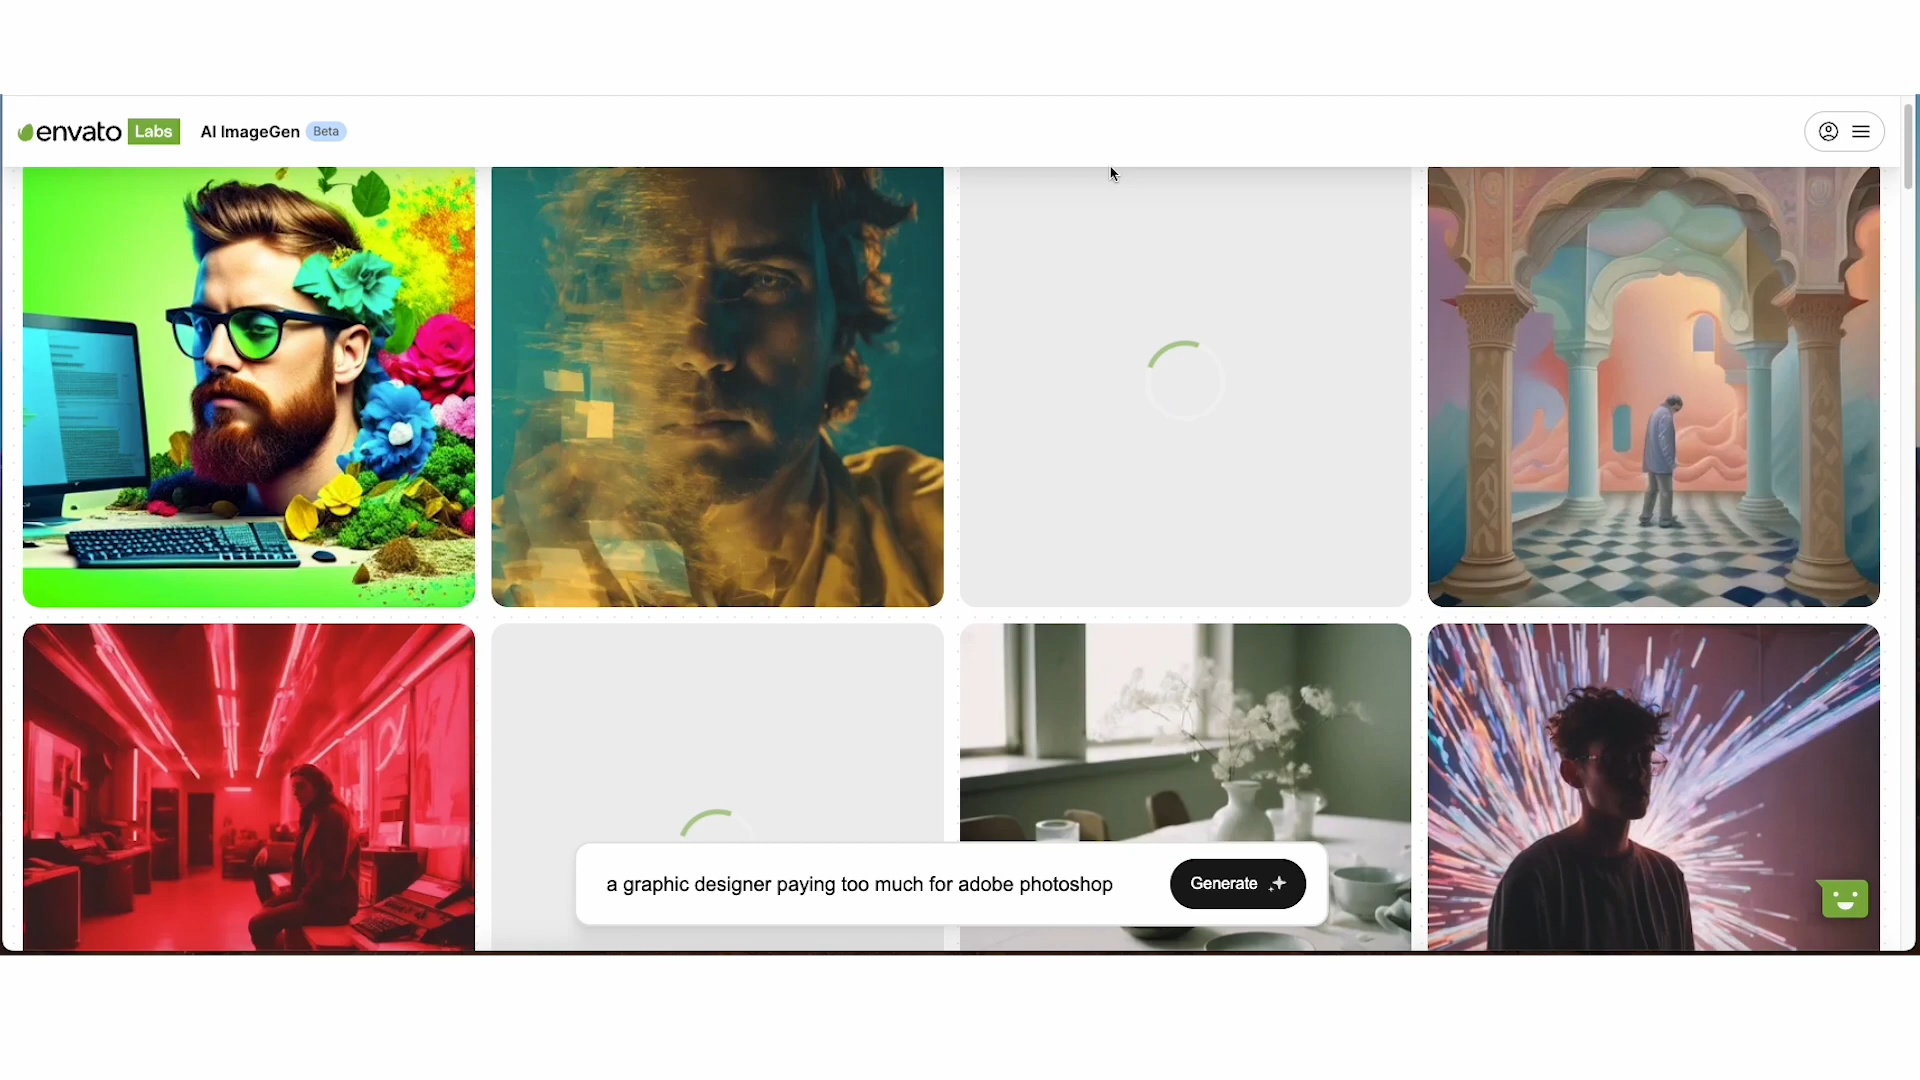 envato Labs AI ImageGen Beta
a graphic designer paying too much for adobe photoshop Generate